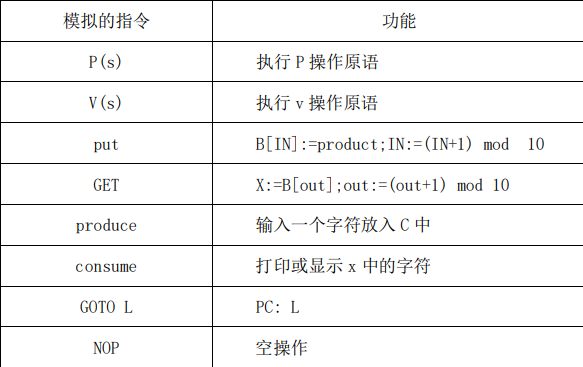 模拟的指令 功能
P(s) 执行 P 操作原语
V(s) 执行 v 操作原语
put B[IN]:=product;IN:=(IN+1) mod 10
GET X:=B[out];out:=(out+1) mod 10
produce 输入一个字符放入 C 中
consume 打印或显示 x 中的字符
GOTO L PC: L
NOP 空操作